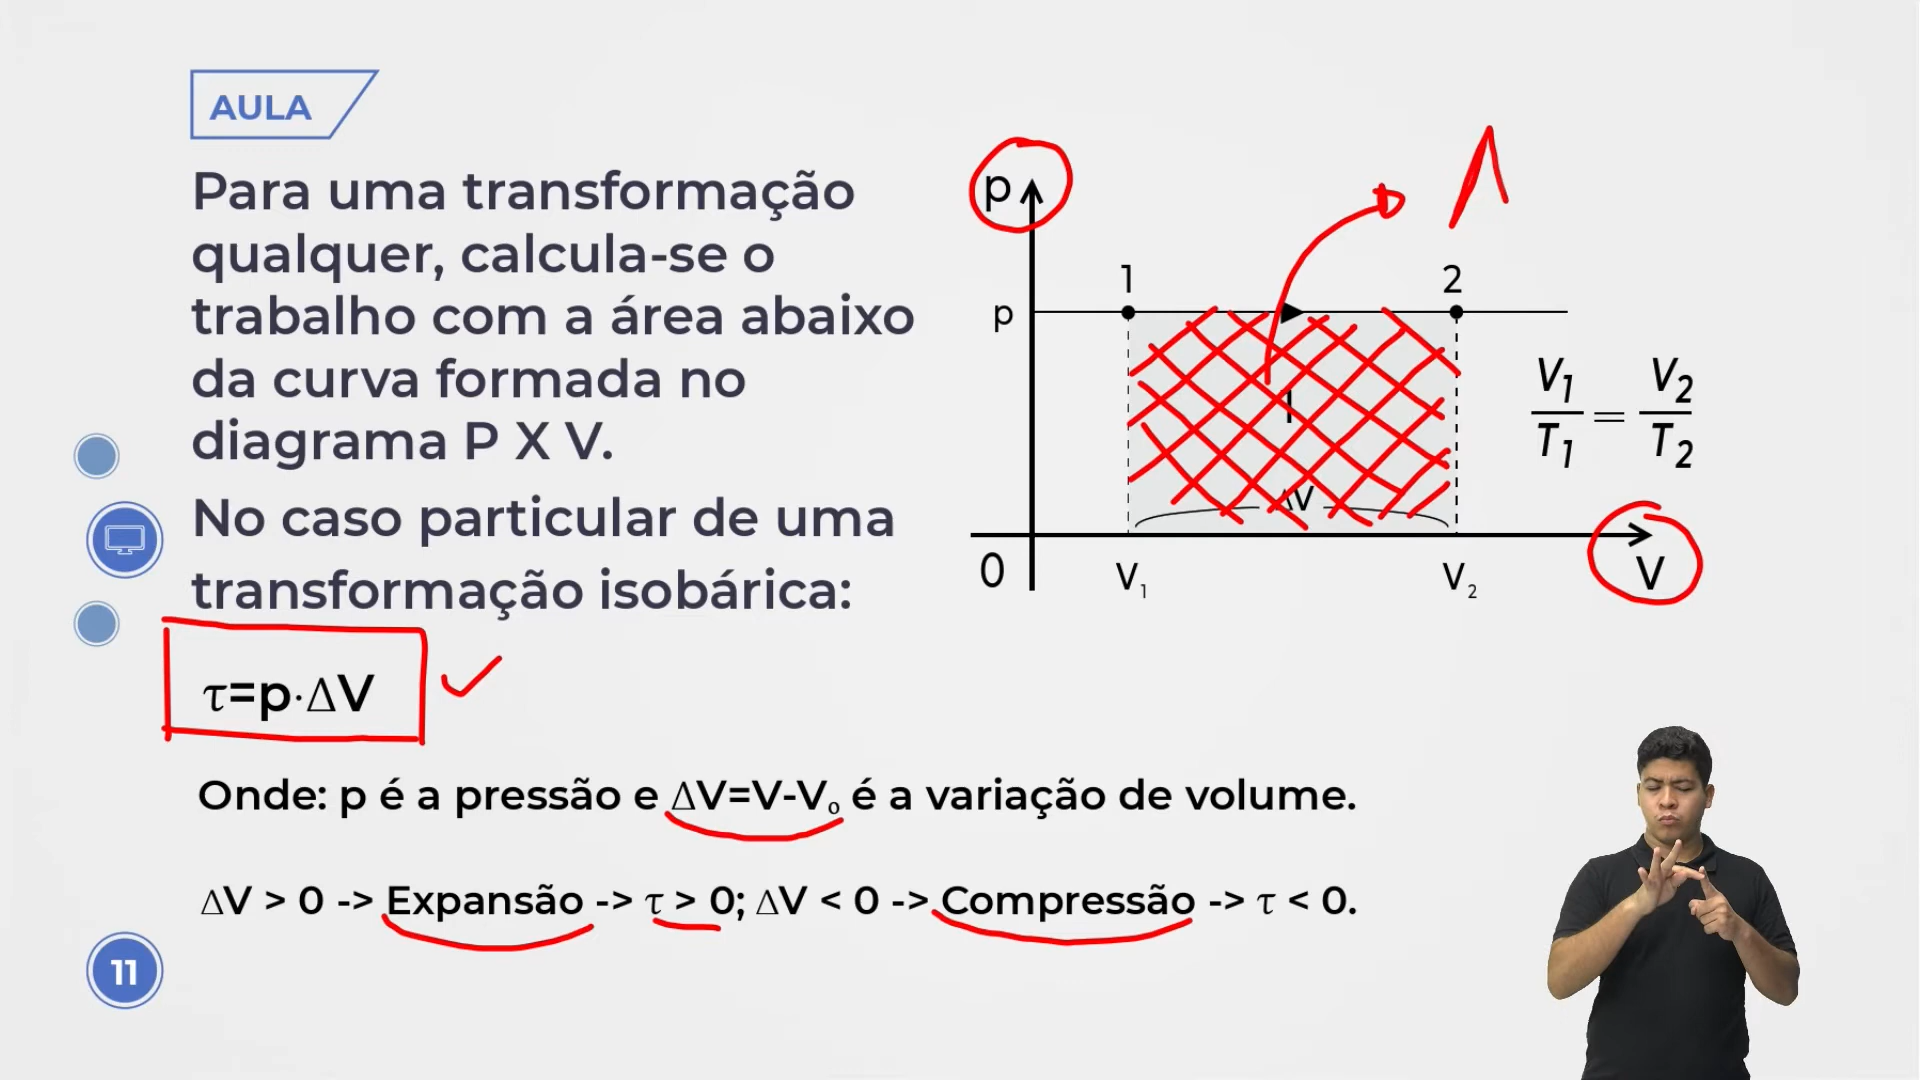 AULA
Para uma transformação
qualquer, calcula-se o
trabalho com a área abaixo
da curva formada no
diagrama P X V.
No caso particular de uma
transformação isobárica:
τ=p·ΔV
Onde: p é a pressão e ΔV=V-V₀ é a variação de volume.
ΔV > 0 -> Expansão -> τ > 0; ΔV < 0 -> Compressão -> τ < 0.
11
p
1 2
p
ΔV
0 V₁ V₂ V
V₁/T₁ = V₂/T₂